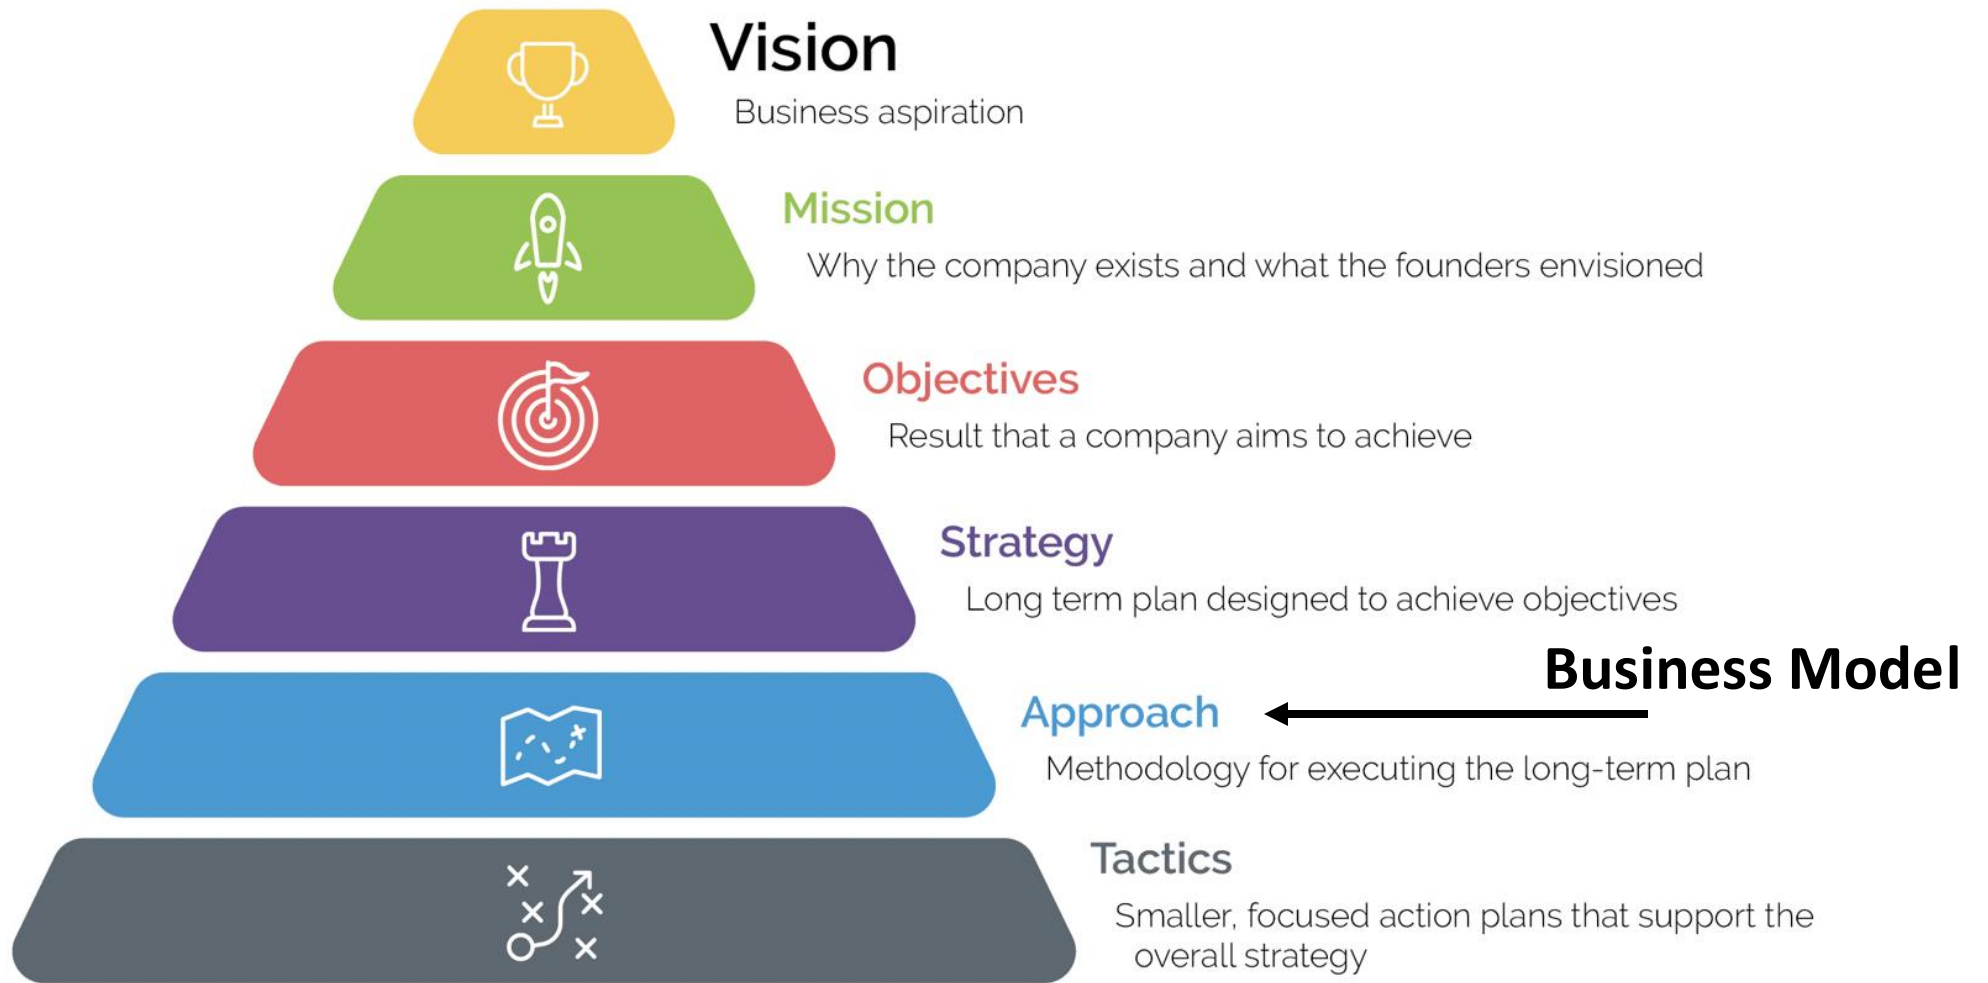 Vision
Business aspiration
Mission
Why the company exists and what the founders envisioned
Objectives
Result that a company aims to achieve
Strategy
Long term plan designed to achieve objectives
Business Model
Approach
Methodology for executing the long-term plan
Tactics
Smaller, focused action plans that support the
overall strategy